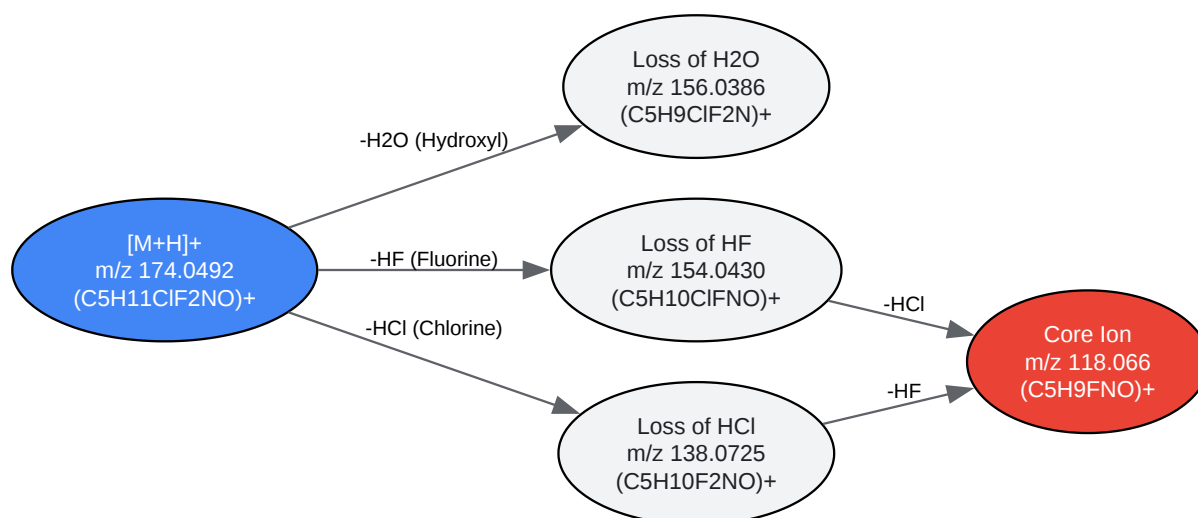 Loss of H2O
m/z 156.0386
(C5H9ClF2N)+
-H2O (Hydroxyl)
[M+H]+
m/z 174.0492
(C5H11ClF2NO)+
-HF (Fluorine)
Loss of HF
m/z 154.0430
(C5H10ClFNO)+
-HCl (Chlorine)
-HCl
Core Ion
m/z 118.066
(C5H9FNO)+
-HF
Loss of HCl
m/z 138.0725
(C5H10F2NO)+